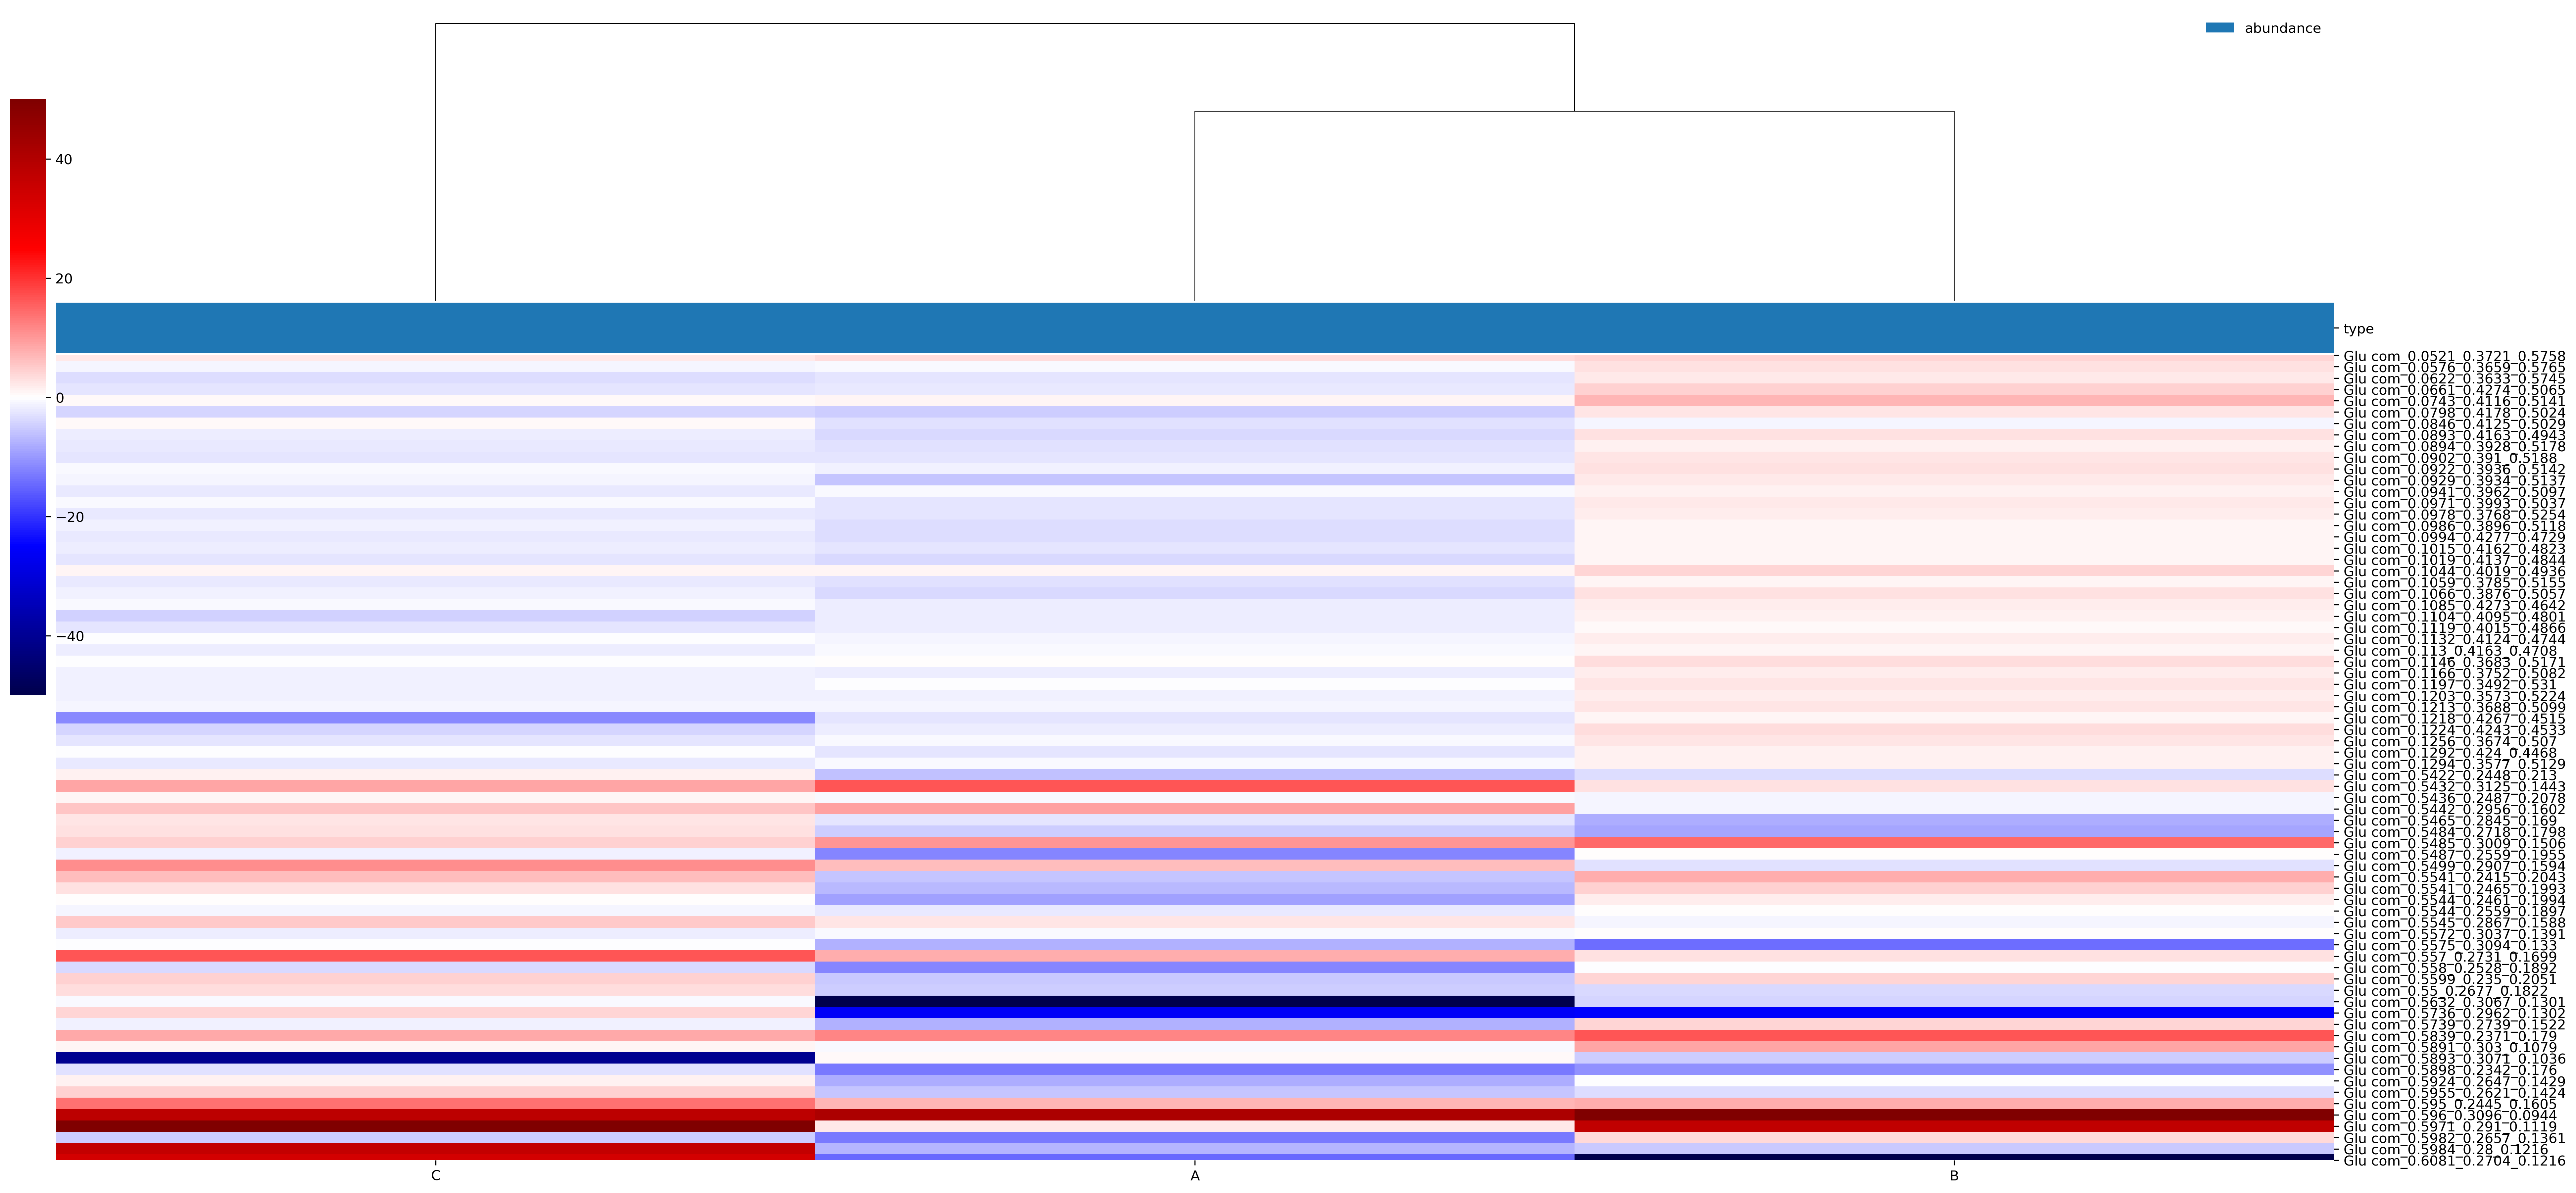 abundance
40
20
0
−20
−40
type
Glu com_0.0521_0.3721_0.5758
Glu com_0.0576_0.3659_0.5765
Glu com_0.0622_0.3633_0.5745
Glu com_0.0661_0.4274_0.5065
Glu com_0.0743_0.4116_0.5141
Glu com_0.0798_0.4178_0.5024
Glu com_0.0846_0.4125_0.5029
Glu com_0.0893_0.4163_0.4943
Glu com_0.0894_0.3928_0.5178
Glu com_0.0902_0.391_0.5188
Glu com_0.0922_0.3936_0.5142
Glu com_0.0929_0.3934_0.5137
Glu com_0.0941_0.3962_0.5097
Glu com_0.0971_0.3993_0.5037
Glu com_0.0978_0.3768_0.5254
Glu com_0.0986_0.3896_0.5118
Glu com_0.0994_0.4277_0.4729
Glu com_0.1015_0.4162_0.4823
Glu com_0.1019_0.4137_0.4844
Glu com_0.1044_0.4019_0.4936
Glu com_0.1059_0.3785_0.5155
Glu com_0.1066_0.3876_0.5057
Glu com_0.1085_0.4273_0.4642
Glu com_0.1104_0.4095_0.4801
Glu com_0.1119_0.4015_0.4866
Glu com_0.1132_0.4124_0.4744
Glu com_0.113_0.4163_0.4708
Glu com_0.1146_0.3683_0.5171
Glu com_0.1166_0.3752_0.5082
Glu com_0.1197_0.3492_0.531
Glu com_0.1203_0.3573_0.5224
Glu com_0.1213_0.3688_0.5099
Glu com_0.1218_0.4267_0.4515
Glu com_0.1224_0.4243_0.4533
Glu com_0.1256_0.3674_0.507
Glu com_0.1292_0.424_0.4468
Glu com_0.1294_0.3577_0.5129
Glu com_0.5422_0.2448_0.213
Glu com_0.5432_0.3125_0.1443
Glu com_0.5436_0.2487_0.2078
Glu com_0.5442_0.2956_0.1602
Glu com_0.5465_0.2845_0.169
Glu com_0.5484_0.2718_0.1798
Glu com_0.5485_0.3009_0.1506
Glu com_0.5487_0.2559_0.1955
Glu com_0.5499_0.2907_0.1594
Glu com_0.5541_0.2415_0.2043
Glu com_0.5541_0.2465_0.1993
Glu com_0.5544_0.2461_0.1994
Glu com_0.5544_0.2559_0.1897
Glu com_0.5545_0.2867_0.1588
Glu com_0.5572_0.3037_0.1391
Glu com_0.5575_0.3094_0.133
Glu com_0.557_0.2731_0.1699
Glu com_0.558_0.2528_0.1892
Glu com_0.5599_0.235_0.2051
Glu com_0.55_0.2677_0.1822
Glu com_0.5632_0.3067_0.1301
Glu com_0.5736_0.2962_0.1302
Glu com_0.5739_0.2739_0.1522
Glu com_0.5839_0.2371_0.179
Glu com_0.5891_0.303_0.1079
Glu com_0.5893_0.3071_0.1036
Glu com_0.5898_0.2342_0.176
Glu com_0.5924_0.2647_0.1429
Glu com_0.5955_0.2621_0.1424
Glu com_0.595_0.2445_0.1605
Glu com_0.596_0.3096_0.0944
Glu com_0.5971_0.291_0.1119
Glu com_0.5982_0.2657_0.1361
Glu com_0.5984_0.28_0.1216
Glu com_0.6081_0.2704_0.1216
C
A
B